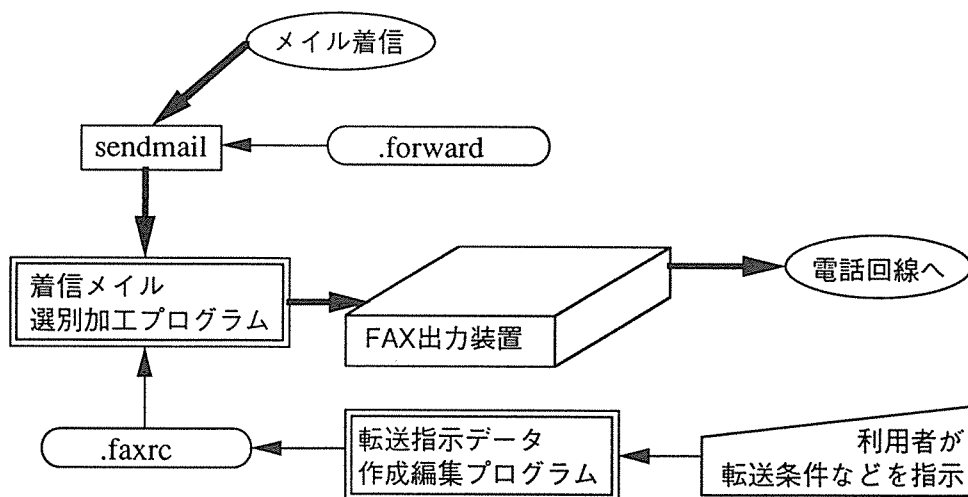 メイル着信
sendmail
.forward
着信メイル
選別加工プログラム
FAX出力装置
電話回線へ
.faxrc
転送指示データ
作成編集プログラム
利用者が
転送条件などを指示